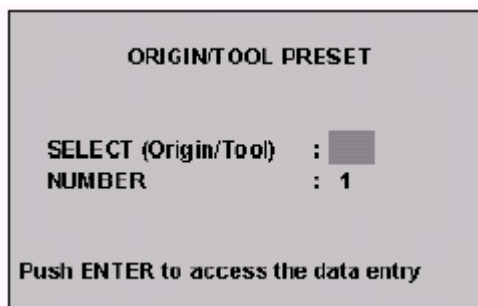 ORIGIN/TOOL PRESET
SELECT (Origin/Tool) :
NUMBER : 1
Push ENTER to access the data entry